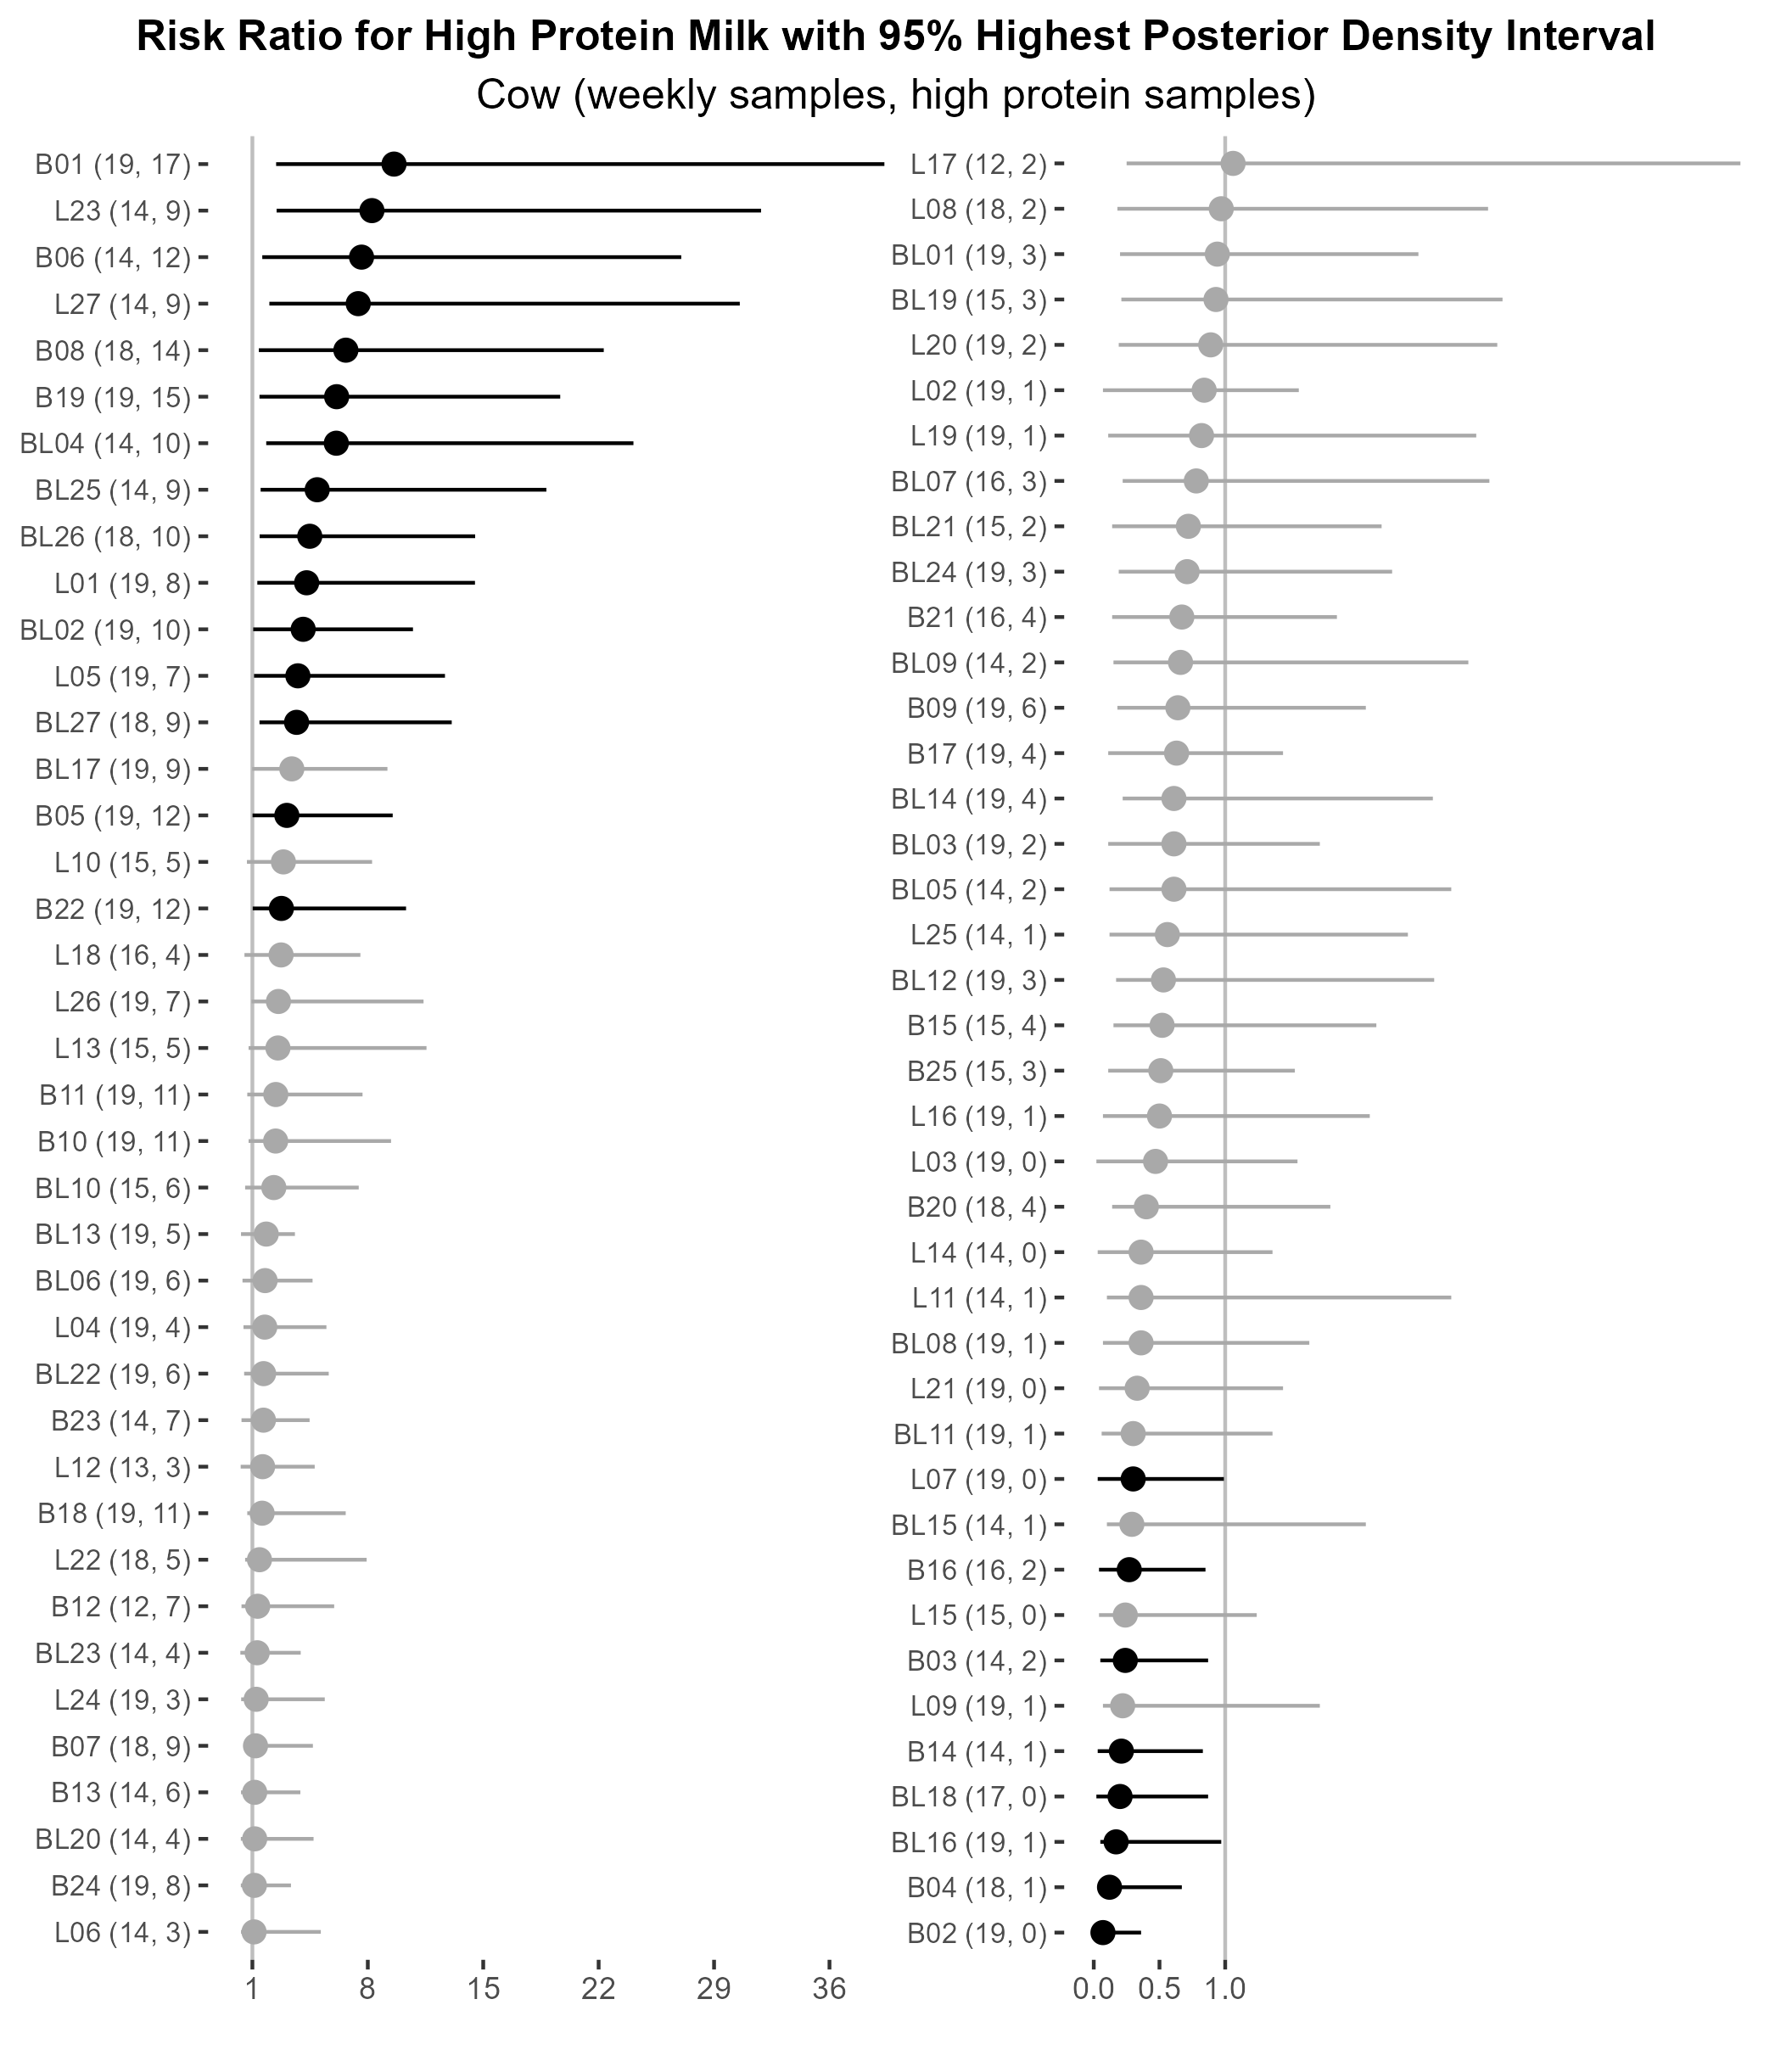 Risk Ratio for High Protein Milk with 95% Highest Posterior Density Interval
Cow (weekly samples, high protein samples)
B01 (19, 17)
L23 (14, 9)
B06 (14, 12)
L27 (14, 9)
B08 (18, 14)
B19 (19, 15)
BL04 (14, 10)
BL25 (14, 9)
BL26 (18, 10)
L01 (19, 8)
BL02 (19, 10)
L05 (19, 7)
BL27 (18, 9)
BL17 (19, 9)
B05 (19, 12)
L10 (15, 5)
B22 (19, 12)
L18 (16, 4)
L26 (19, 7)
L13 (15, 5)
B11 (19, 11)
B10 (19, 11)
BL10 (15, 6)
BL13 (19, 5)
BL06 (19, 6)
L04 (19, 4)
BL22 (19, 6)
B23 (14, 7)
L12 (13, 3)
B18 (19, 11)
L22 (18, 5)
B12 (12, 7)
BL23 (14, 4)
L24 (19, 3)
B07 (18, 9)
B13 (14, 6)
BL20 (14, 4)
B24 (19, 8)
L06 (14, 3)
1 8 15 22 29 36
L17 (12, 2)
L08 (18, 2)
BL01 (19, 3)
BL19 (15, 3)
L20 (19, 2)
L02 (19, 1)
L19 (19, 1)
BL07 (16, 3)
BL21 (15, 2)
BL24 (19, 3)
B21 (16, 4)
BL09 (14, 2)
B09 (19, 6)
B17 (19, 4)
BL14 (19, 4)
BL03 (19, 2)
BL05 (14, 2)
L25 (14, 1)
BL12 (19, 3)
B15 (15, 4)
B25 (15, 3)
L16 (19, 1)
L03 (19, 0)
B20 (18, 4)
L14 (14, 0)
L11 (14, 1)
BL08 (19, 1)
L21 (19, 0)
BL11 (19, 1)
L07 (19, 0)
BL15 (14, 1)
B16 (16, 2)
L15 (15, 0)
B03 (14, 2)
L09 (19, 1)
B14 (14, 1)
BL18 (17, 0)
BL16 (19, 1)
B04 (18, 1)
B02 (19, 0)
0.0 0.5 1.0